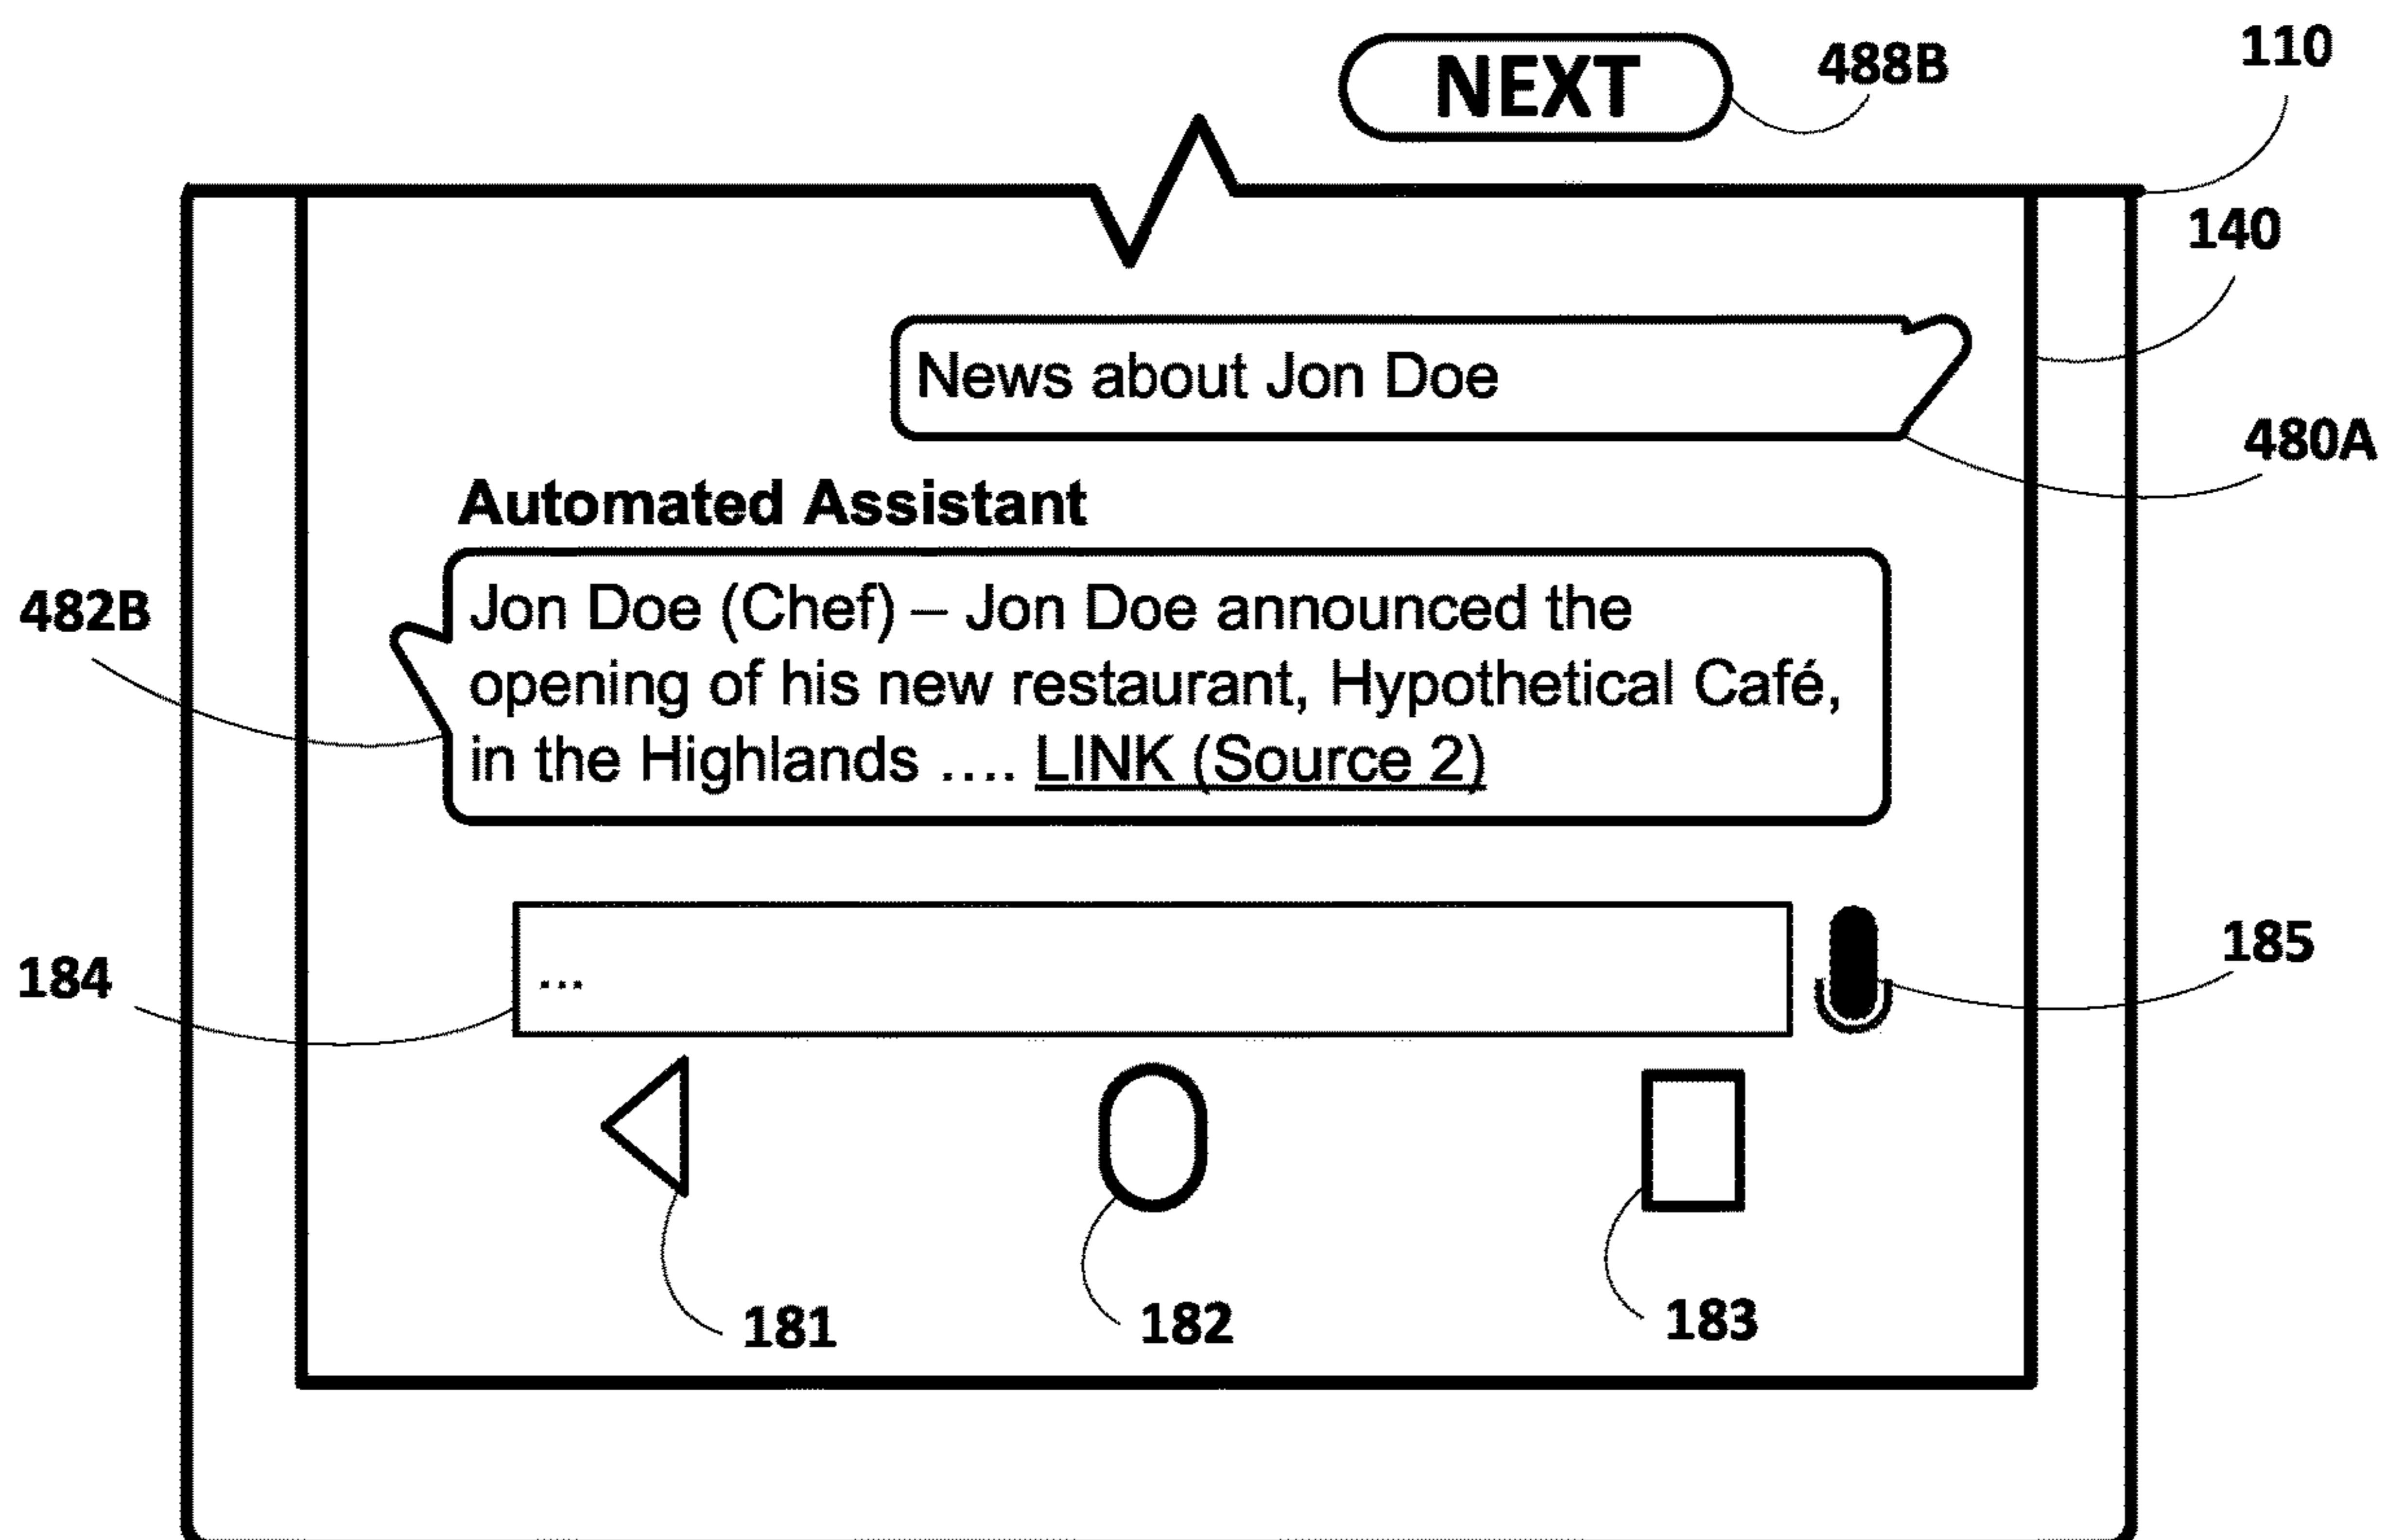 NEXT
488B
110
140
News about Jon Doe
480A
Automated Assistant
482B
Jon Doe (Chef) – Jon Doe announced the
opening of his new restaurant, Hypothetical Café,
in the Highlands .... LINK (Source 2)
184
...
185
181
182
183